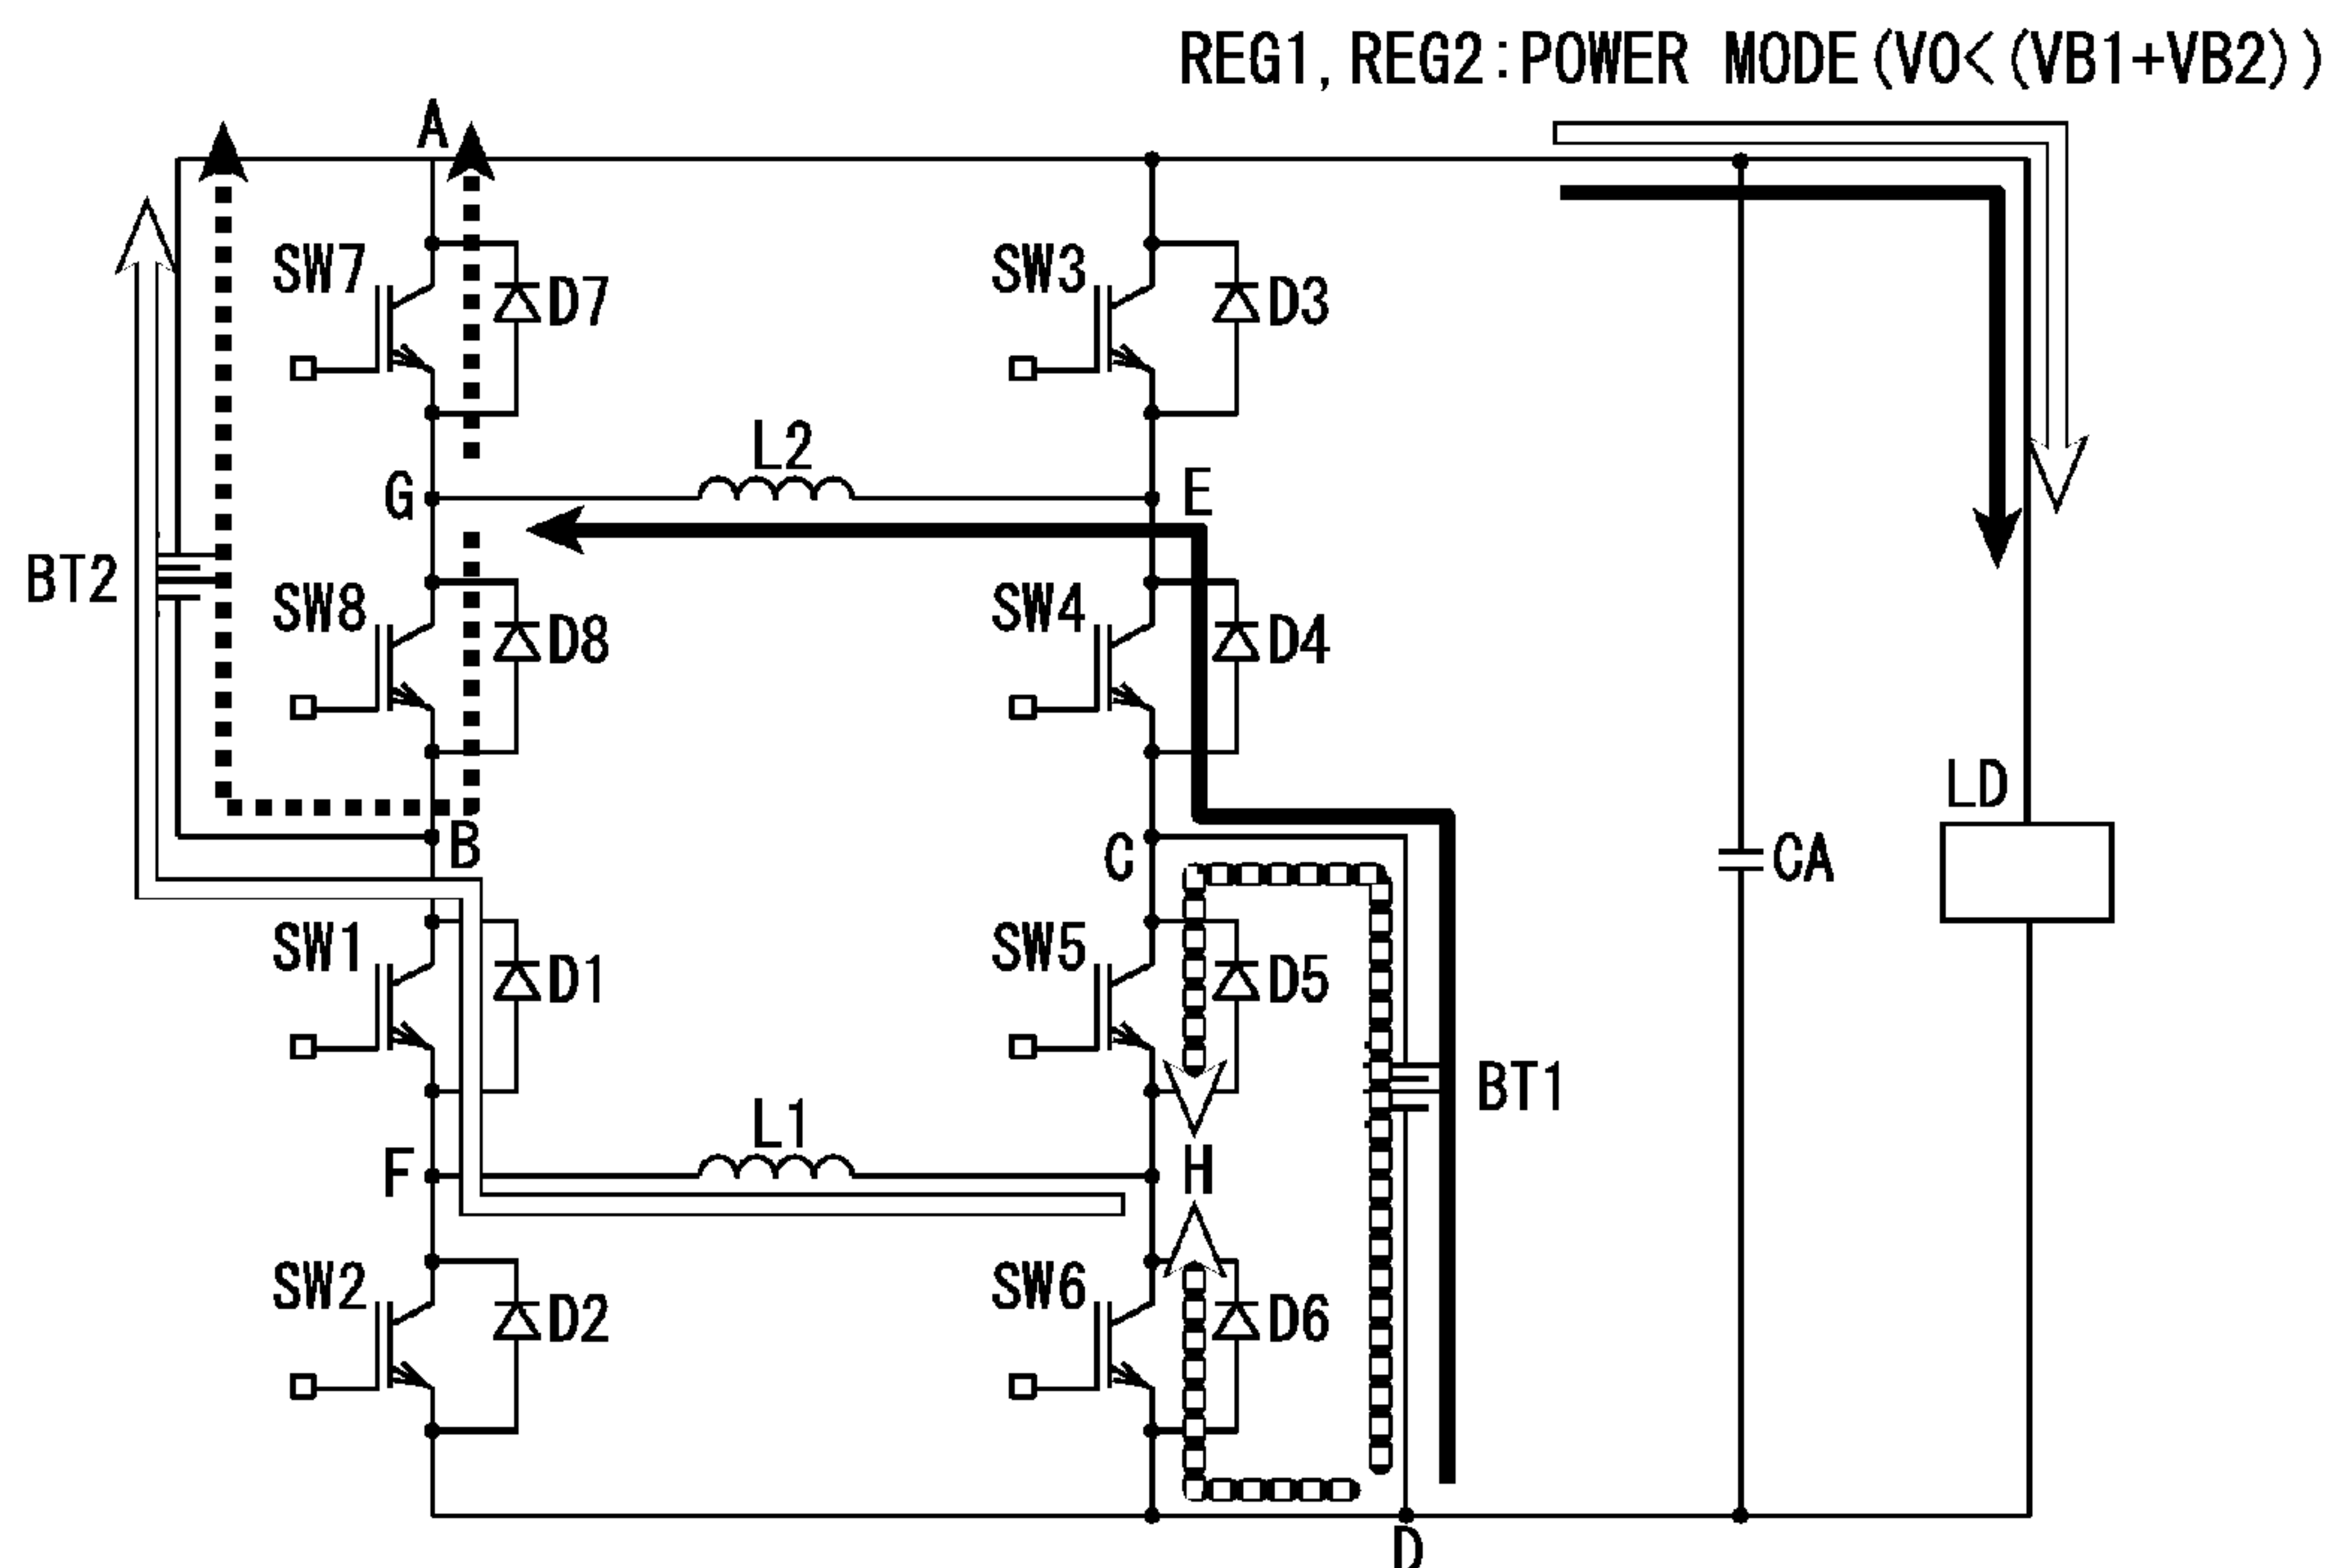 REG1, REG2:POWER MODE(VO<(VB1+VB2))
A
SW7
D7
SW3
D3
L2
G
E
BT2
SW8
D8
SW4
D4
LD
B
C
CA
SW1
D1
SW5
D5
BT1
L1
F
H
SW2
D2
SW6
D6
D